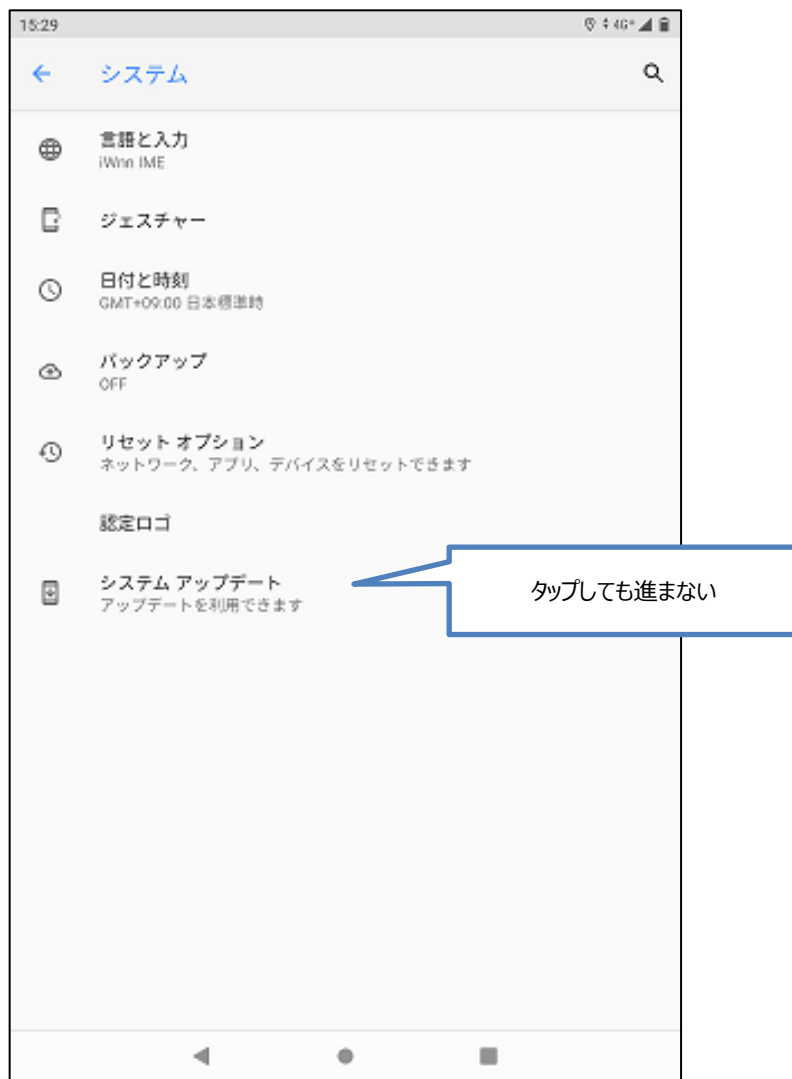 15:29 4G+
システム
言語と入力
iWnn IME
ジェスチャー
日付と時刻
GMT+09:00 日本標準時
バックアップ
OFF
リセット オプション
ネットワーク、アプリ、デバイスをリセットできます
認定ロゴ
システム アップデート
アップデートを利用できます
タップしても進まない